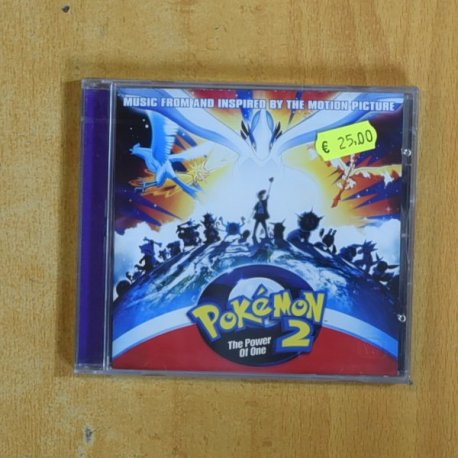 MUSIC FROM AND INSPIRED BY THE MOTION PICTURE
€ 25,00
POKéMON
2
The Power
Of One